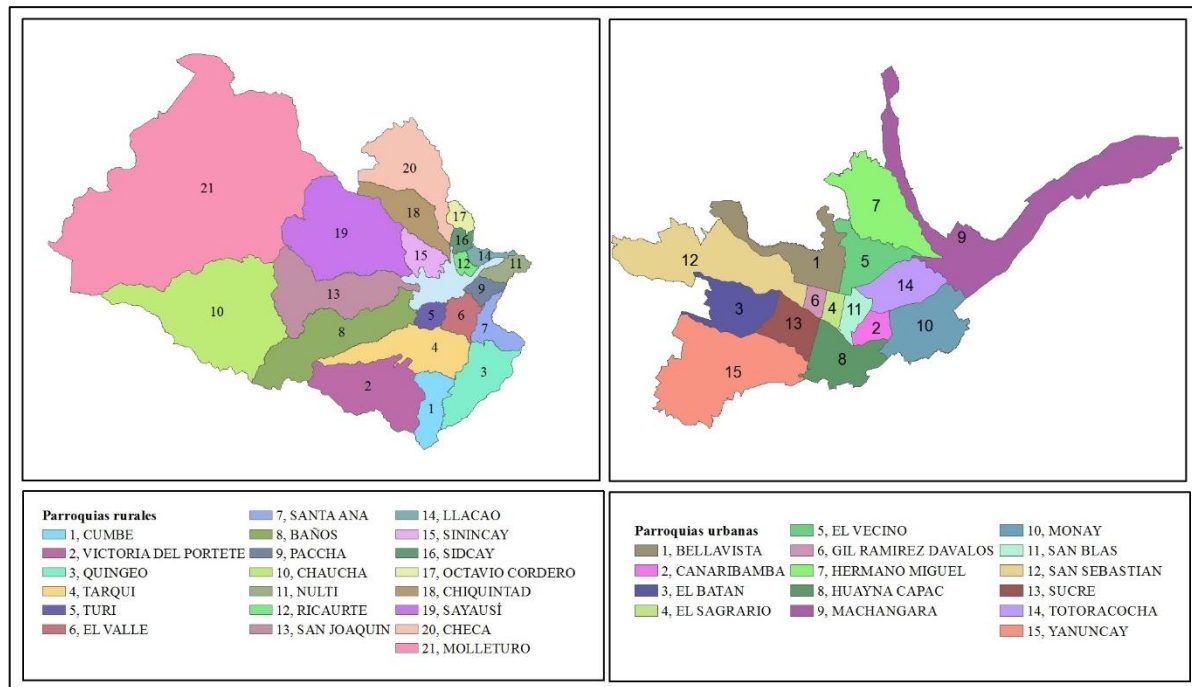 20
21
18
17
19
16
15
14
12
11
13
9
10
5
6
7
8
4
3
2
1
7
9
12
1
5
14
3
6
4
11
13
2
10
8
15
Parroquias rurales
1, CUMBE
2, VICTORIA DEL PORTETE
3, QUINGEO
4, TARQUI
5, TURI
6, EL VALLE
7, SANTA ANA
8, BAÑOS
9, PACCHA
10, CHAUCHA
11, NULTI
12, RICAURTE
13, SAN JOAQUIN
14, LLACAO
15, SININCAY
16, SIDCAY
17, OCTAVIO CORDERO
18, CHIQUINTAD
19, SAYAUSÍ
20, CHECA
21, MOLLETURO
Parroquias urbanas
1, BELLAVISTA
2, CANARIBAMBA
3, EL BATAN
4, EL SAGRARIO
5, EL VECINO
6, GIL RAMIREZ DAVALOS
7, HERMANO MIGUEL
8, HUAYNA CAPAC
9, MACHANGARA
10, MONAY
11, SAN BLAS
12, SAN SEBASTIAN
13, SUCRE
14, TOTORACOCHA
15, YANUNCAY